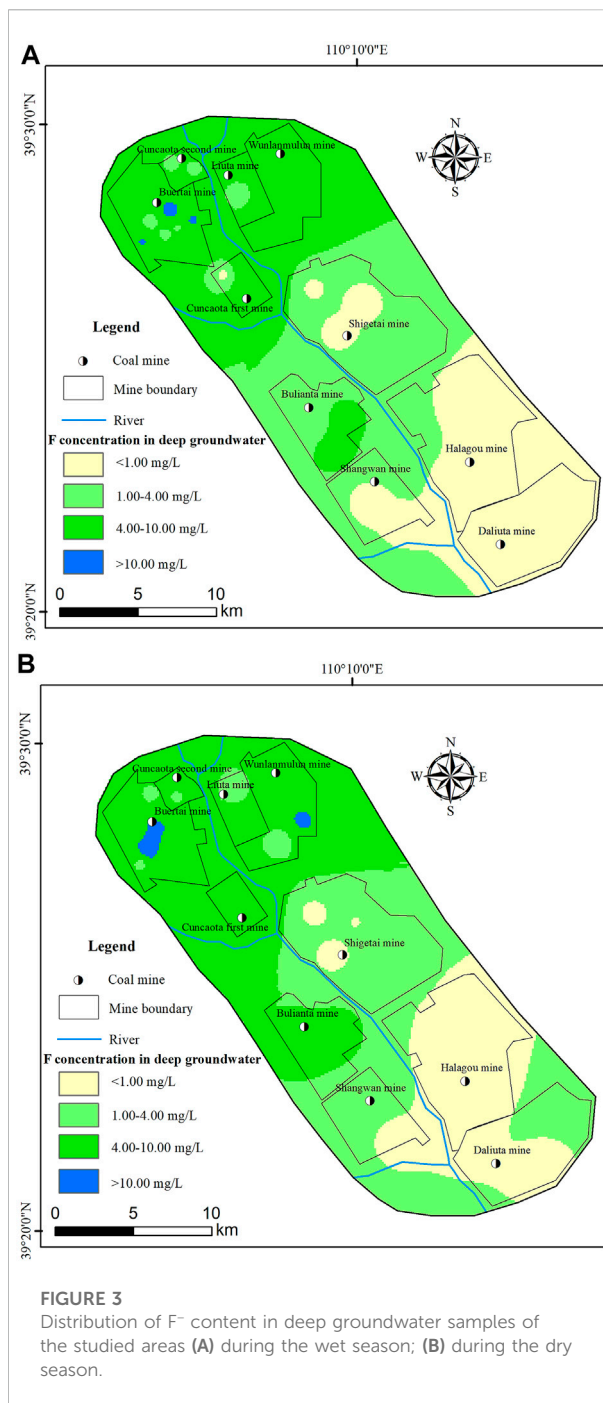 A
110°10'0"E
39°30'0"N
N
W E
S
Cuncaota second mine
Wunlanmulun mine
Liuta mine
Buertai mine
Cuncaota first mine
Shigetai mine
Bulianta mine
Halagou mine
Shangwan mine
Daliuta mine
Legend
Coal mine
Mine boundary
River
F concentration in deep groundwater
<1.00 mg/L
1.00-4.00 mg/L
4.00-10.00 mg/L
>10.00 mg/L
0 5 10
km
39°20'0"N
B
110°10'0"E
39°30'0"N
N
W E
S
Cuncaota second mine
Wunlanmulun mine
Liuta mine
Buertai mine
Cuncaota first mine
Shigetai mine
Bulianta mine
Halagou mine
Shangwan mine
Daliuta mine
Legend
Coal mine
Mine boundary
River
F concentration in deep groundwater
<1.00 mg/L
1.00-4.00 mg/L
4.00-10.00 mg/L
>10.00 mg/L
0 5 10
km
39°20'0"N
FIGURE 3
Distribution of F⁻ content in deep groundwater samples of
the studied areas (A) during the wet season; (B) during the dry
season.